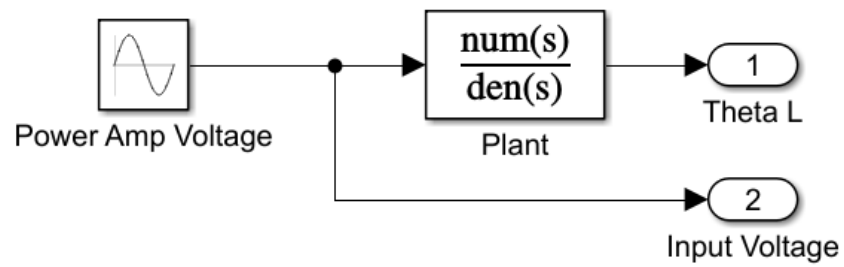 num(s)
den(s)
1
Power Amp Voltage
Plant
Theta L
2
Input Voltage